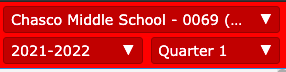 Chasco Middle School - 0069 (...
2021-2022 Quarter 1